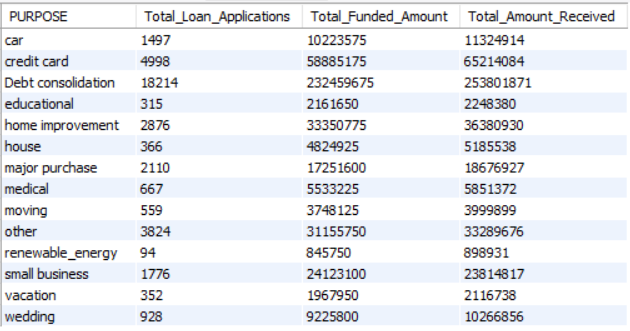 PURPOSE Total_Loan_Applications Total_Funded_Amount Total_Amount_Received
car 1497 10223575 11324914
credit card 4998 58885175 65214084
Debt consolidation 18214 232459675 253801871
educational 315 2161650 2248380
home improvement 2876 33350775 36380930
house 366 4824925 5185538
major purchase 2110 17251600 18676927
medical 667 5533225 5851372
moving 559 3748125 3999899
other 3824 31155750 33289676
renewable_energy 94 845750 898931
small business 1776 24123100 23814817
vacation 352 1967950 2116738
wedding 928 9225800 10266856